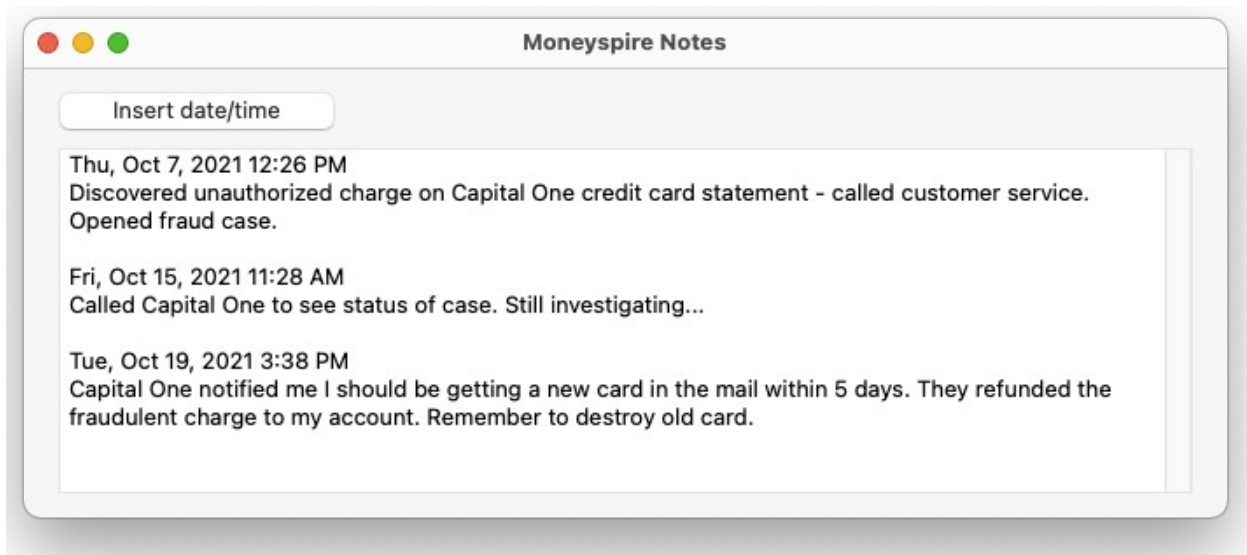 Moneyspire Notes
Insert date/time
Thu, Oct 7, 2021 12:26 PM
Discovered unauthorized charge on Capital One credit card statement - called customer service.
Opened fraud case.
Fri, Oct 15, 2021 11:28 AM
Called Capital One to see status of case. Still investigating...
Tue, Oct 19, 2021 3:38 PM
Capital One notified me I should be getting a new card in the mail within 5 days. They refunded the
fraudulent charge to my account. Remember to destroy old card.